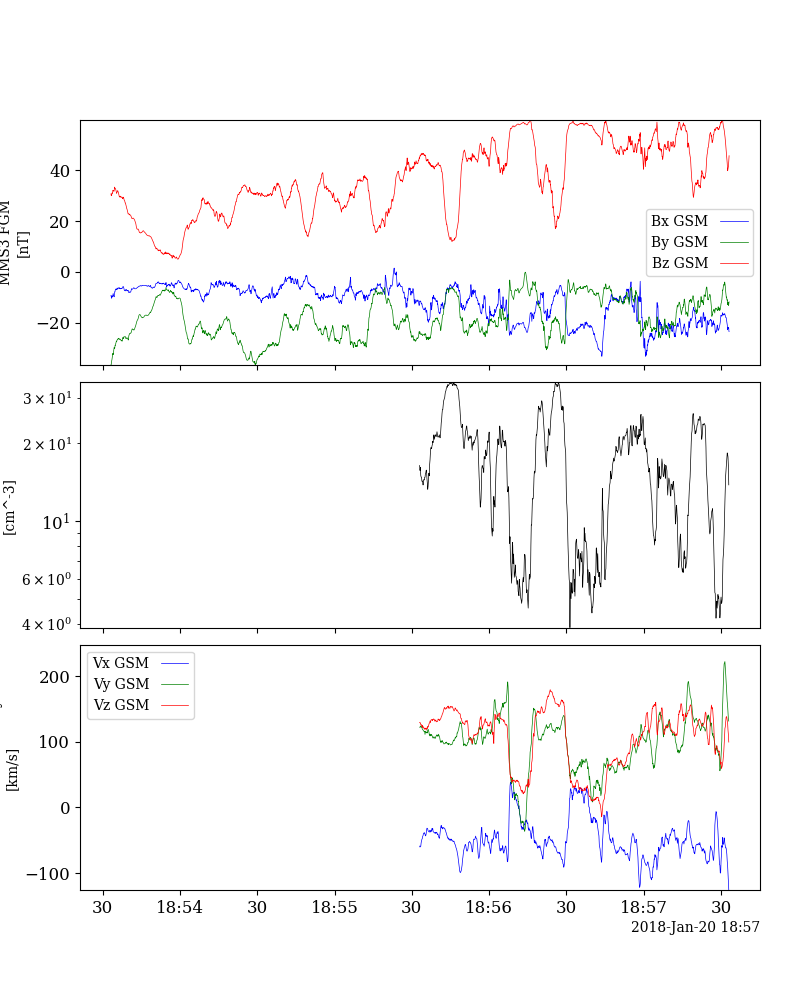 MMS3 FGM
[nT]
40
20
0
−20
Bx GSM
By GSM
Bz GSM
[cm^-3]
3 × 10¹
2 × 10¹
10¹
6 × 10⁰
4 × 10⁰
[km/s]
200
100
0
−100
Vx GSM
Vy GSM
Vz GSM
30 18:54 30 18:55 30 18:56 30 18:57 30
2018-Jan-20 18:57